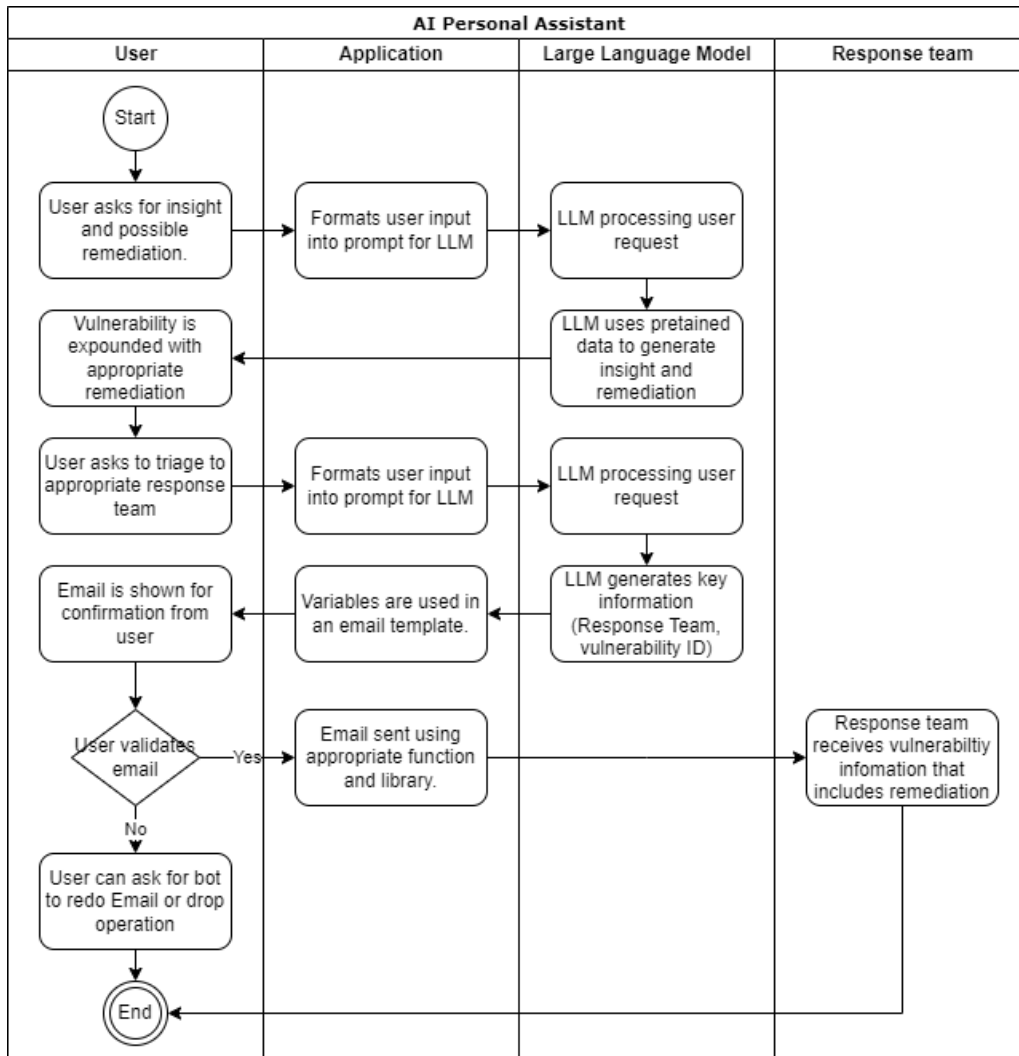 AI Personal Assistant
User
Application
Large Language Model
Response team
Start
User asks for insight
and possible
remediation.
Formats user input
into prompt for LLM
LLM processing user
request
Vulnerability is
expounded with
appropriate
remediation
LLM uses pretained
data to generate
insight and
remediation
User asks to triage to
appropriate response
team
Formats user input
into prompt for LLM
LLM processing user
request
Email is shown for
confirmation from
user
Variables are used in
an email template.
LLM generates key
information
(Response Team,
vulnerability ID)
User validates
email
Yes
Email sent using
appropriate function
and library.
Response team
receives vulnerabiltiy
infomation that
includes remediation
No
User can ask for bot
to redo Email or drop
operation
End